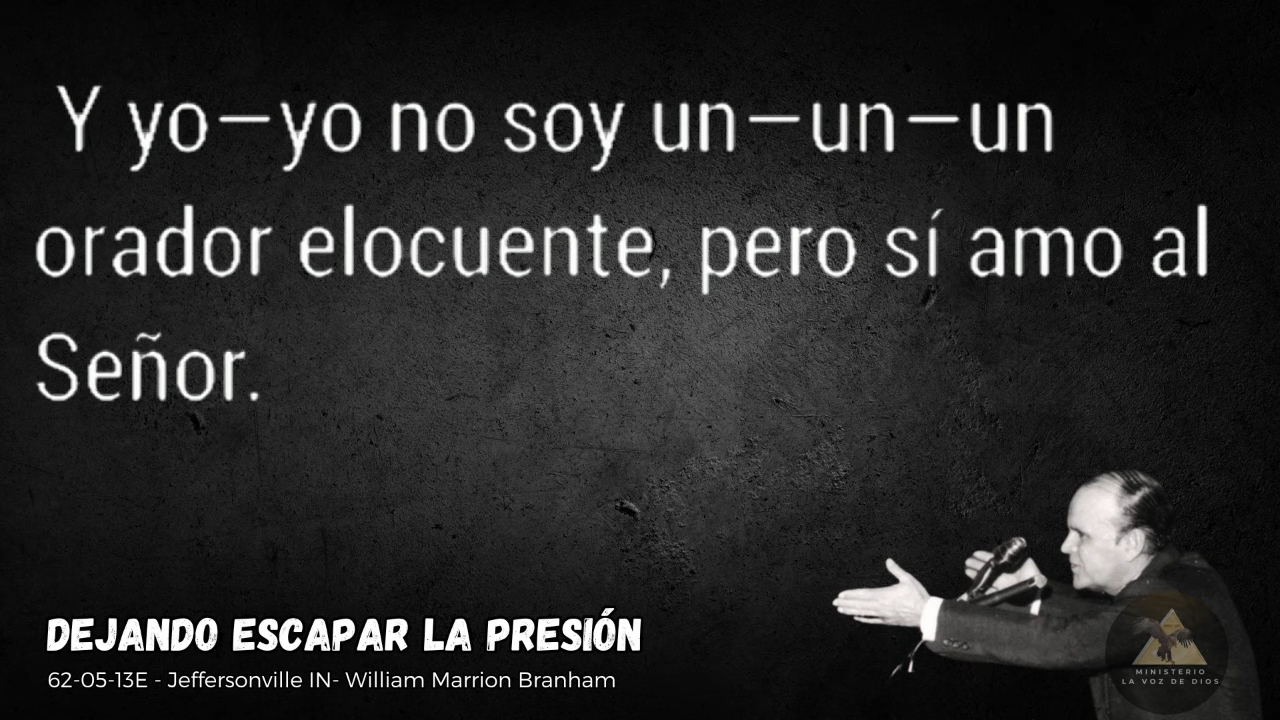 Y yo—yo no soy un—un—un
orador elocuente, pero sí amo al
Señor.
DEJANDO ESCAPAR LA PRESIÓN
62-05-13E - Jeffersonville IN- William Marrion Branham
MINISTERIO
LA VOZ DE DIOS